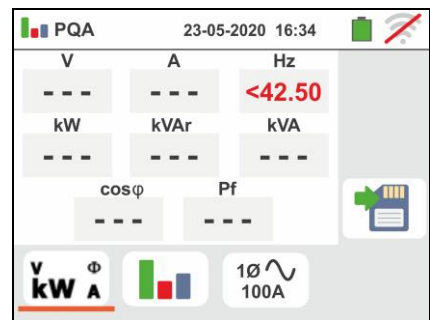 PQA 23-05-2020 16:34
V A Hz
- - - - - - <42.50
kW kVAr kVA
- - - - - - - - -
cosφ Pf
- - - - - -
V Φ
kW A
1Ø
100A